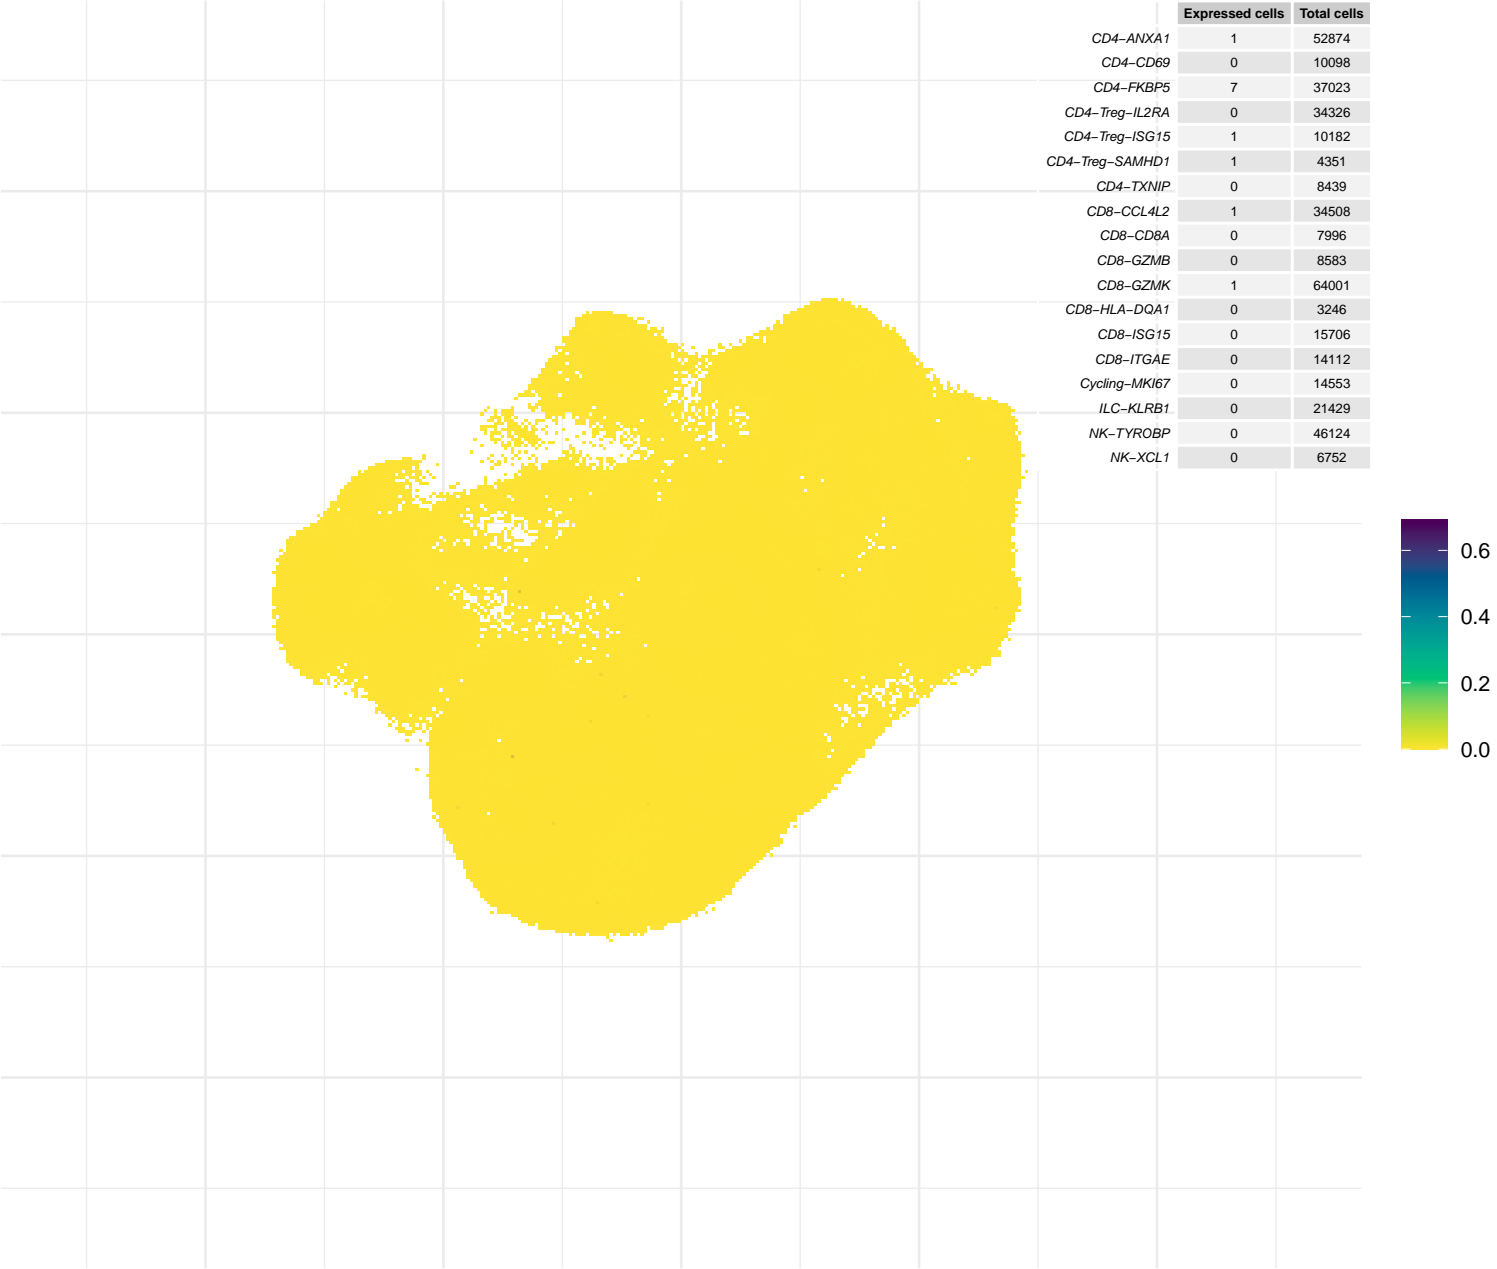 Expressed cells Total cells
CD4−ANXA1 1 52874
CD4−CD69 0 10098
CD4−FKBP5 7 37023
CD4−Treg−IL2RA 0 34326
CD4−Treg−ISG15 1 10182
CD4−Treg−SAMHD1 1 4351
CD4−TXNIP 0 8439
CD8−CCL4L2 1 34508
CD8−CD8A 0 7996
CD8−GZMB 0 8583
CD8−GZMK 1 64001
CD8−HLA−DQA1 0 3246
CD8−ISG15 0 15706
CD8−ITGAE 0 14112
Cycling−MKI67 0 14553
ILC−KLRB1 0 21429
NK−TYROBP 0 46124
NK−XCL1 0 6752
0.6
0.4
0.2
0.0